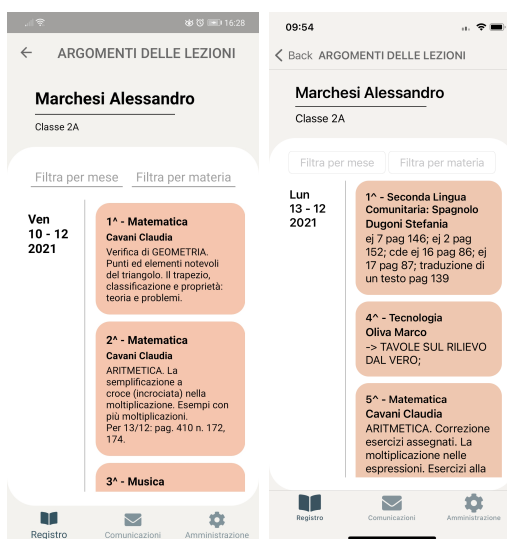 16:28
ARGOMENTI DELLE LEZIONI
Marchesi Alessandro
Classe 2A
Filtra per mese
Filtra per materia
Ven
10 - 12
2021
1^ - Matematica
Cavani Claudia
Verifica di GEOMETRIA.
Punti ed elementi notevoli
del triangolo. Il trapezio,
classificazione e proprietà:
teoria e problemi.
2^ - Matematica
Cavani Claudia
ARITMETICA. La
semplificazione a
croce (incrociata) nella
moltiplicazione. Esempi con
più moltiplicazioni.
Per 13/12: pag. 410 n. 172,
174.
3^ - Musica
Registro
Comunicazioni
Amministrazione
09:54
Back ARGOMENTI DELLE LEZIONI
Marchesi Alessandro
Classe 2A
Filtra per mese
Filtra per materia
Lun
13 - 12
2021
1^ - Seconda Lingua
Comunitaria: Spagnolo
Dugoni Stefania
ej 7 pag 146; ej 2 pag
152; cde ej 16 pag 86; ej
17 pag 87; traduzione di
un testo pag 139
4^ - Tecnologia
Oliva Marco
-> TAVOLE SUL RILIEVO
DAL VERO;
5^ - Matematica
Cavani Claudia
ARITMETICA. Correzione
esercizi assegnati. La
moltiplicazione nelle
espressioni. Esercizi alla
Registro
Comunicazioni
Amministrazione